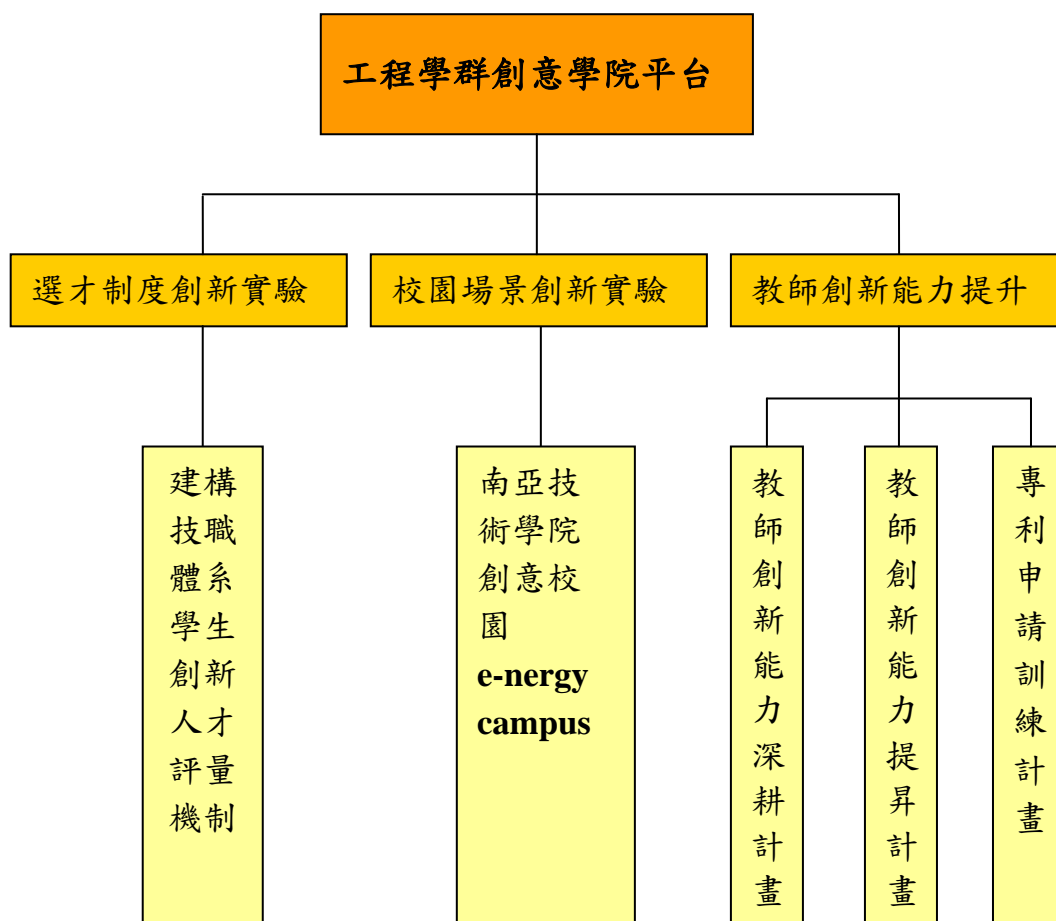 工程學群創意學院平台
選才制度創新實驗
校園場景創新實驗
教師創新能力提升
建構
技職
體系
學生
創新
人才
評量
機制
南亞技
術學院
創意校
園
e-nergy
campus
教師創新能力深耕計畫
教師創新能力提昇計畫
專利申請訓練計畫